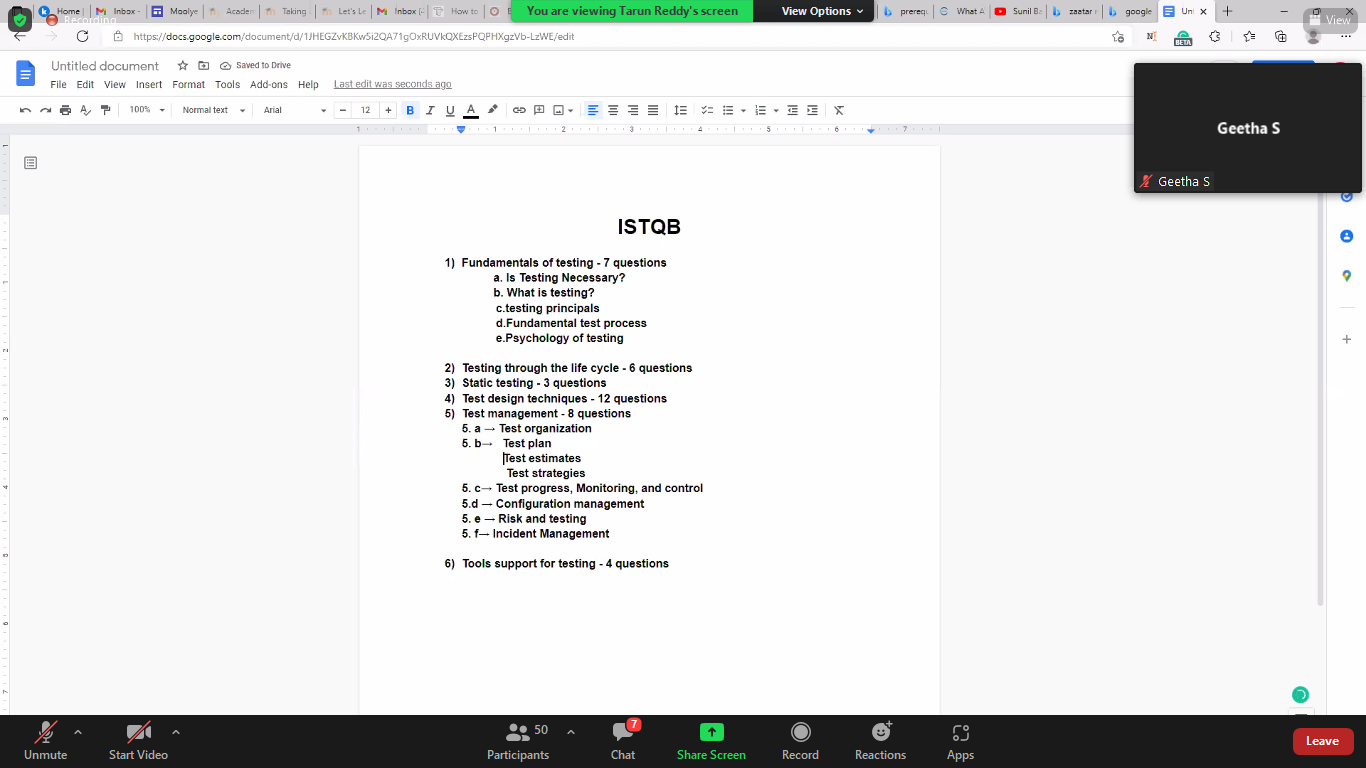 Recording
You are viewing Tarun Reddy's screen
View Options
View
Home
Inbox -
Moolye
Academ
Taking
Let's Le
Inbox (
How to
prerequ
What A
Sunil B
zaatar
google
Unt
https://docs.google.com/document/d/1JHEGZvKBKw5i2QA71gOxRUVkQXEzsPQPHXgzVb-LzWE/edit
BETA
Untitled document
Saved to Drive
File Edit View Insert Format Tools Add-ons Help Last edit was seconds ago
100% Normal text Arial 12
Geetha S
Geetha S
ISTQB
1) Fundamentals of testing - 7 questions
a. Is Testing Necessary?
b. What is testing?
c.testing principals
d.Fundamental test process
e.Psychology of testing
2) Testing through the life cycle - 6 questions
3) Static testing - 3 questions
4) Test design techniques - 12 questions
5) Test management - 8 questions
5. a → Test organization
5. b→ Test plan
Test estimates
Test strategies
5. c→ Test progress, Monitoring, and control
5.d → Configuration management
5. e → Risk and testing
5. f→ Incident Management
6) Tools support for testing - 4 questions
Unmute
Start Video
50
Participants
7
Chat
Share Screen
Record
Reactions
Apps
Leave